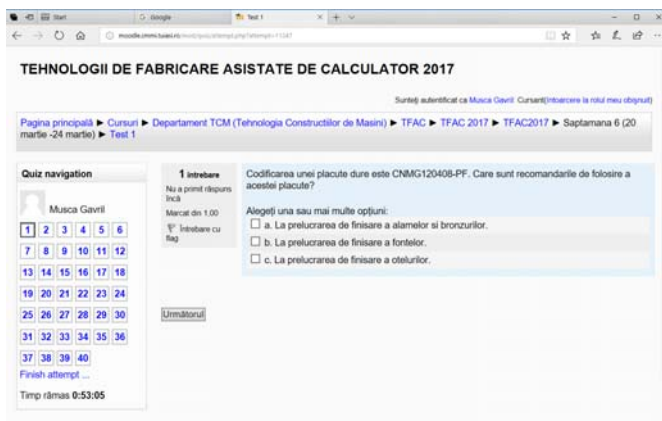 Start
Google
Test 1
TEHNOLOGII DE FABRICARE ASISTATE DE CALCULATOR 2017
Sunteţi autentificat ca Musca Gavril Cursant(Intoarcere la rolul meu obişnuit)
Pagina principală ► Cursuri ► Departament TCM (Tehnologia Constructiilor de Masini) ► TFAC ► TFAC 2017 ► TFAC2017 ► Saptamana 6 (20
martie -24 martie) ► Test 1
Quiz navigation
Musca Gavril
1 2 3 4 5 6
7 8 9 10 11 12
13 14 15 16 17 18
19 20 21 22 23 24
25 26 27 28 29 30
31 32 33 34 35 36
37 38 39 40
Finish attempt ...
Timp rămas 0:53:05
1 intrebare
Nu a primit răspuns
încă
Marcat din 1,00
Întrebare cu
flag
Codificarea unei placute dure este CNMG120408-PF. Care sunt recomandarile de folosire a
acestei placute?
Alegeţi una sau mai multe opţiuni:
a. La prelucrarea de finisare a alamelor si bronzurilor.
b. La prelucrarea de finisare a fontelor.
c. La prelucrarea de finisare a otelurilor.
Următorul